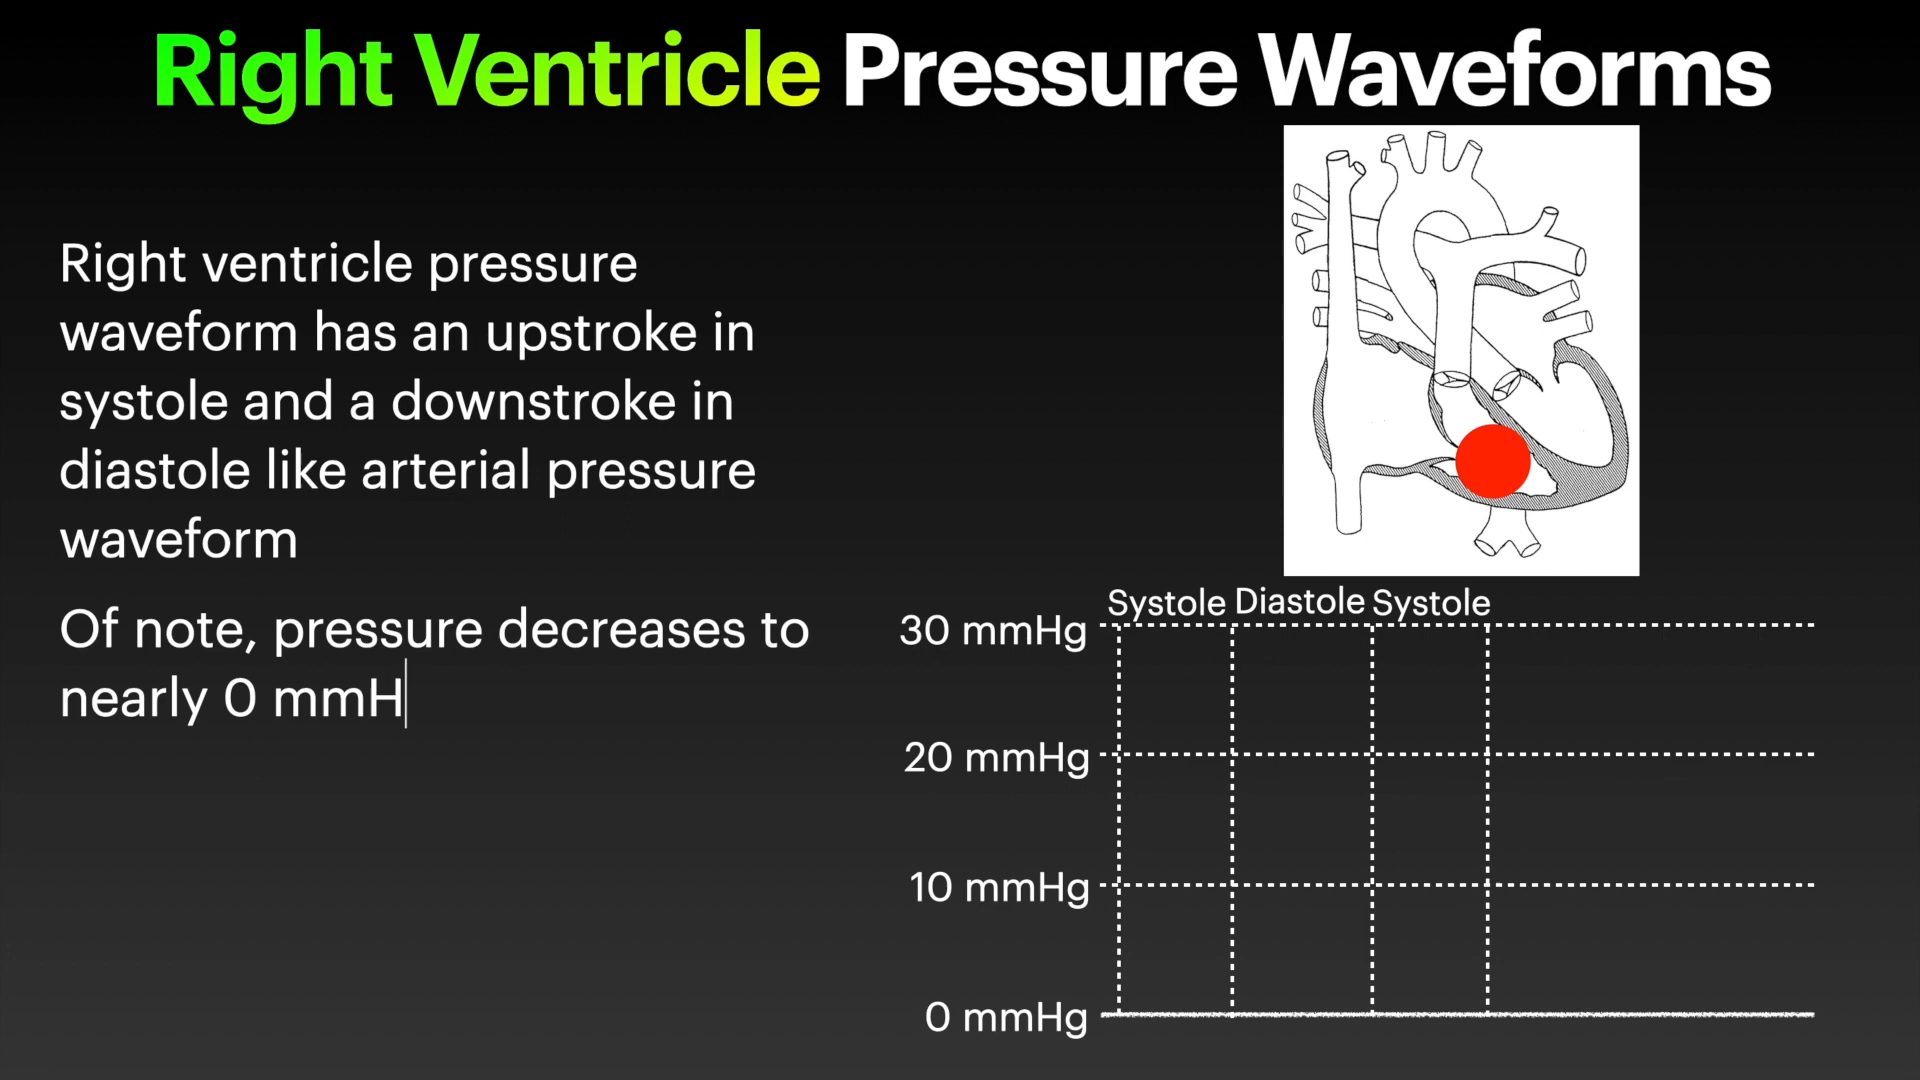 Right Ventricle Pressure Waveforms
Right ventricle pressure
waveform has an upstroke in
systole and a downstroke in
diastole like arterial pressure
waveform
Of note, pressure decreases to
nearly 0 mmH
Systole Diastole Systole
30 mmHg
20 mmHg
10 mmHg
0 mmHg